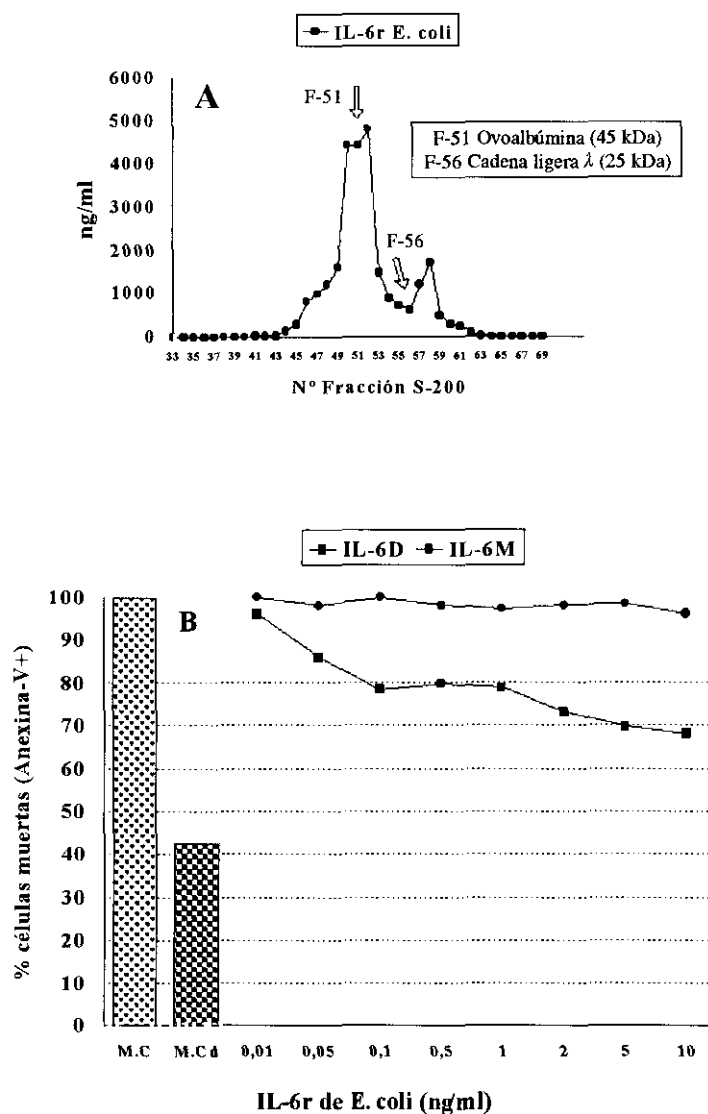 IL-6r E. coli
A
6000
5000
4000
3000
2000
1000
0
ng/ml
F-51
F-56
F-51 Ovoalbúmina (45 kDa)
F-56 Cadena ligera λ (25 kDa)
33 35 37 39 41 43 45 47 49 51 53 55 57 59 61 63 65 67 69
Nº Fracción S-200
IL-6D IL-6M
B
100
90
80
70
60
50
40
30
20
10
0
% células muertas (Anexina-V+)
M.C M.Cd 0,01 0,05 0,1 0,5 1 2 5 10
IL-6r de E. coli (ng/ml)